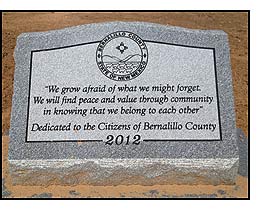 BERNALILLO COUNTY
STATE OF NEW MEXICO
"We grow afraid of what we might forget.
We will find peace and value through community
in knowing that we belong to each other"
Dedicated to the Citizens of Bernalillo County
2012